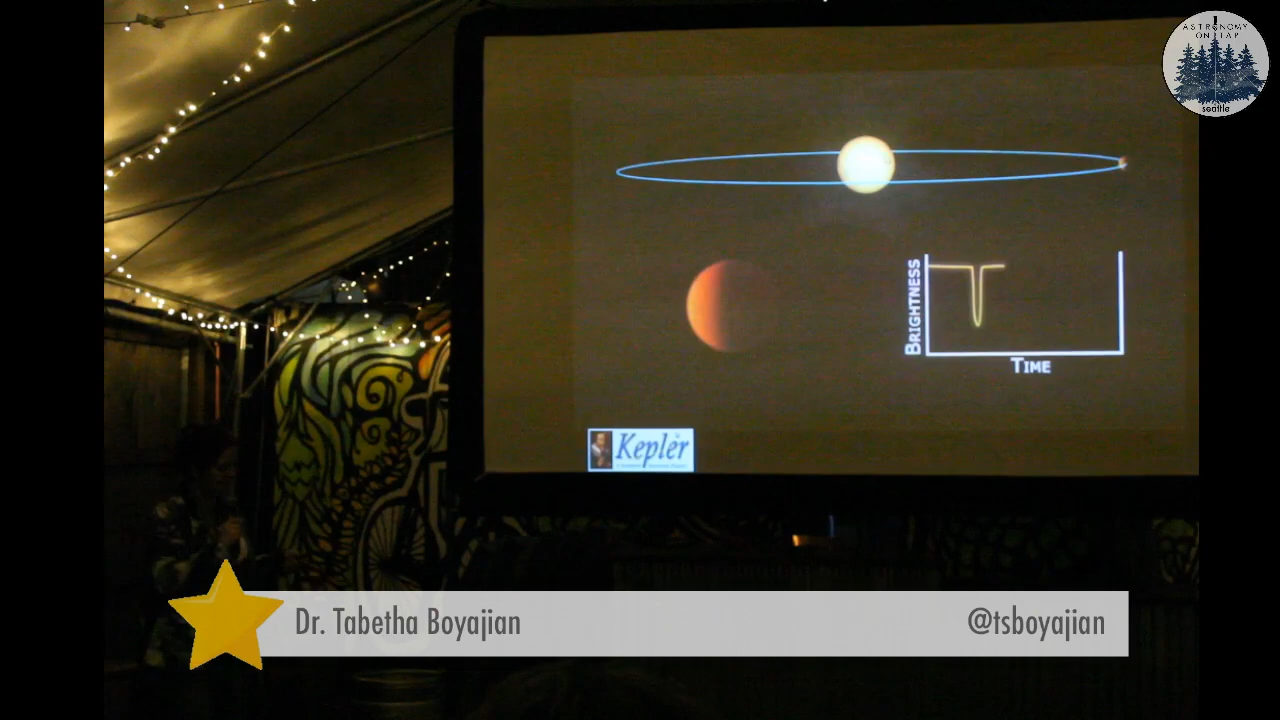 ASTRONOMY
ON TAP
seattle
BRIGHTNESS
TIME
Kepler
Dr. Tabetha Boyajian
@tsboyajian